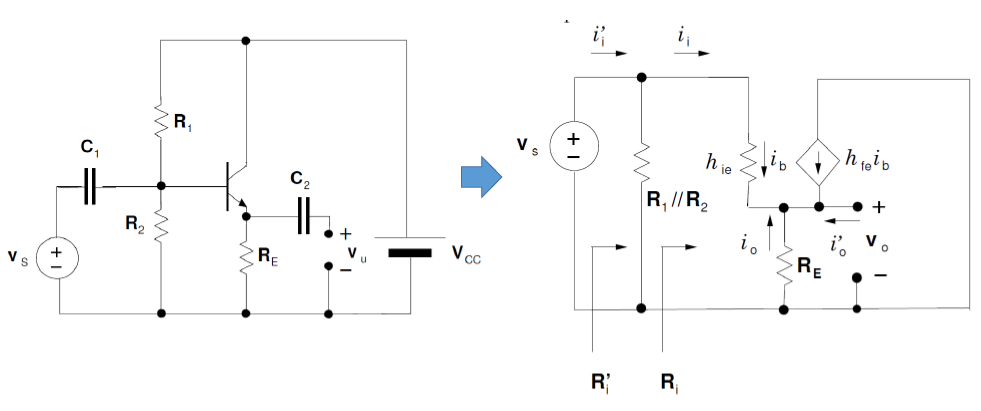 R1
C1
C2
R2
vS
+
−
RE
+
vu
−
VCC
i'i
ii
vs
+
−
hie
ib
hfeib
R1//R2
io
i'o
+
vo
−
RE
R'i
Ri